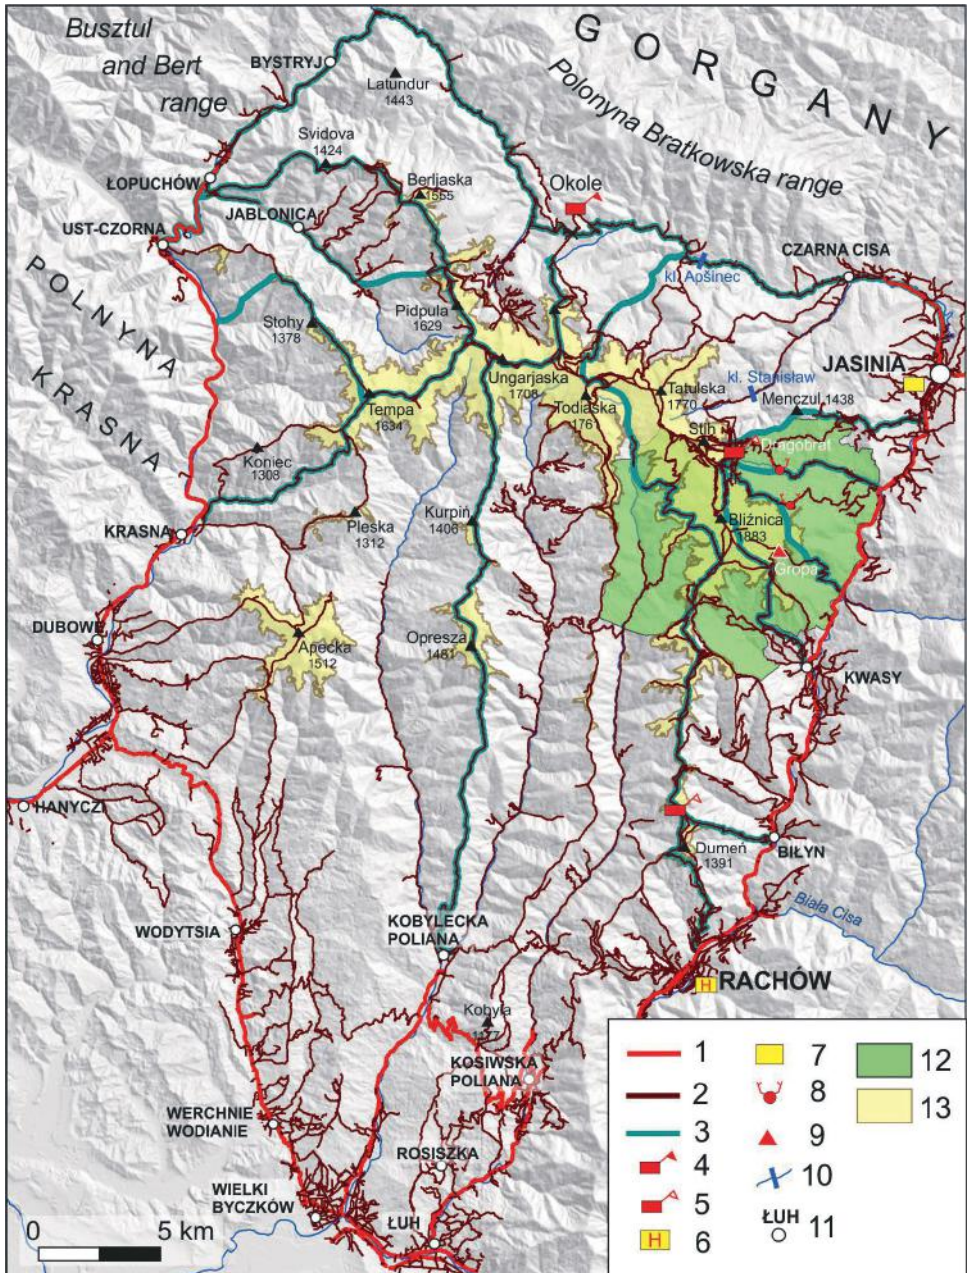 Busztul
and Bert
range
GORGANY
Polonyna Bratkowska range
BYSTRYJ
Latundur
1443
Svidova
1424
Berljaska
1555
ŁOPUCHÓW
Okole
JABLONICA
UST-CZORNA
CZARNA CISA
kl. Apšinec
POLNYNA
KRASNA
Stohy
1378
Pidpula
1629
JASINIA
Ungarjaska
1708
kl. Stanisław
Tatulska
1770
Menczul 1438
Tempa
1634
Todiaska
176
Stih
Dragobrat
Koniec
1308
Pleska
1312
Kurpiń
1406
Bliźnica
1883
KRASNA
Gropa
DUBOWE
Apecka
1512
Opresza
1481
KWASY
HANYCZI
Dumeń
1391
BIŁYN
Biała Cisa
WODYTSIA
KOBYLECKA
POLIANA
RACHÓW
H
Kobyła
1177
KOSIWSKA
POLIANA
WERCHNIE
WODIANIE
ROSISZKA
WIELKI
BYCZKÓW
ŁUH
0 5 km
1
2
3
4
5
H 6
7
8
9
10
ŁUH 11
12
13